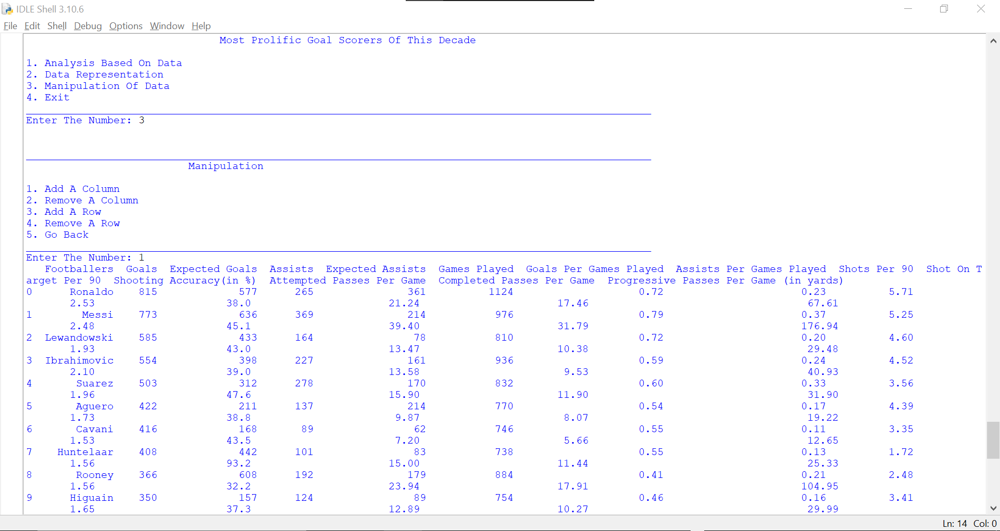 IDLE Shell 3.10.6
File Edit Shell Debug Options Window Help
Most Prolific Goal Scorers Of This Decade
1. Analysis Based On Data
2. Data Representation
3. Manipulation Of Data
4. Exit
Enter The Number: 3
Manipulation
1. Add A Column
2. Remove A Column
3. Add A Row
4. Remove A Row
5. Go Back
Enter The Number: 1
Footballers Goals Expected Goals Assists Expected Assists Games Played Goals Per Games Played Assists Per Games Played Shots Per 90 Shot On T
arget Per 90 Shooting Accuracy(in %) Attempted Passes Per Game Completed Passes Per Game Progressive Passes Per Game (in yards)
0 Ronaldo 815 577 265 361 1124 0.72 0.23 5.71
2.53 38.0 21.24 17.46 67.61
1 Messi 773 636 369 214 976 0.79 0.37 5.25
2.48 45.1 39.40 31.79 176.94
2 Lewandowski 585 433 164 78 810 0.72 0.20 4.60
1.93 43.0 13.47 10.38 29.48
3 Ibrahimovic 554 398 227 161 936 0.59 0.24 4.52
2.10 39.0 13.58 9.53 40.93
4 Suarez 503 312 278 170 832 0.60 0.33 3.56
1.96 47.6 15.90 11.90 31.90
5 Aguero 422 211 137 214 770 0.54 0.17 4.39
1.73 38.8 9.87 8.07 19.22
6 Cavani 416 168 89 62 746 0.55 0.11 3.35
1.53 43.5 7.20 5.66 12.65
7 Huntelaar 408 442 101 83 738 0.55 0.13 1.72
1.56 93.2 15.00 11.44 25.33
8 Rooney 366 608 192 179 884 0.41 0.21 2.48
1.56 32.2 23.94 17.91 104.95
9 Higuain 350 157 124 89 754 0.46 0.16 3.41
1.65 37.3 12.89 10.27 29.99
Ln: 14 Col: 0